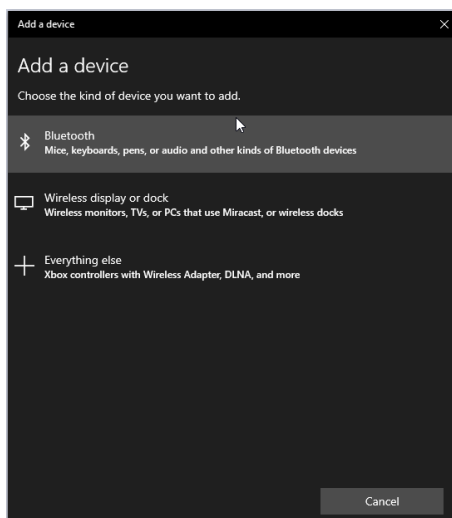 Add a device
Add a device
Choose the kind of device you want to add.
Bluetooth
Mice, keyboards, pens, or audio and other kinds of Bluetooth devices
Wireless display or dock
Wireless monitors, TVs, or PCs that use Miracast, or wireless docks
Everything else
Xbox controllers with Wireless Adapter, DLNA, and more
Cancel